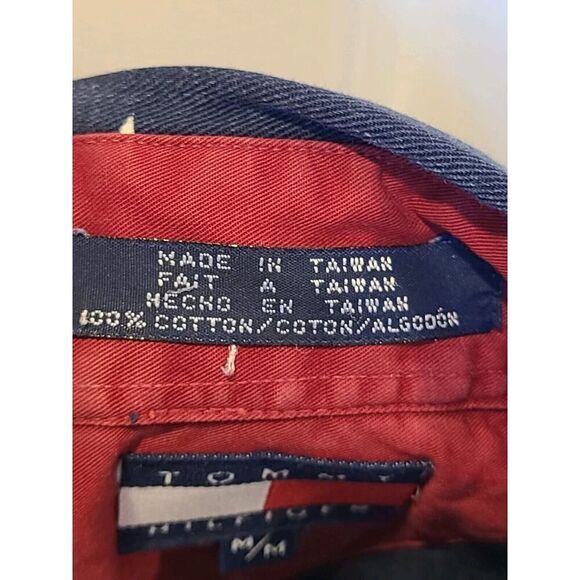 MADE IN TAIWAN
FAIT A TAIWAN
HECHO EN TAIWAN
100% COTTON/COTON/ALGODÓN
TOMMY
HILFIGER
M/M